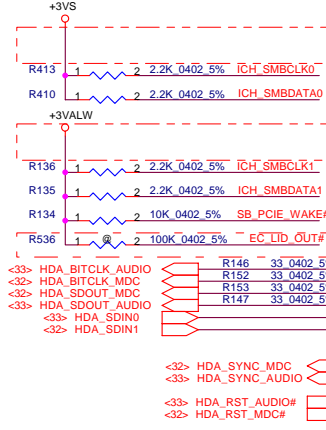 +3VS
R413 1 2 2.2K_0402_5% ICH_SMBCLK0
R410 1 2 2.2K_0402_5% ICH_SMBDATA0
+3VALW
R136 1 2 2.2K_0402_5% ICH_SMBCLK1
R135 1 2 2.2K_0402_5% ICH_SMBDATA1
R134 1 2 10K_0402_5% SB_PCIE_WAKE#
R536 1 @ 2 100K_0402_5% EC_LID_OUT#
<33> HDA_BITCLK_AUDIO R146 33_0402_5%
<32> HDA_BITCLK_MDC R152 33_0402_5%
<32> HDA_SDOUT_MDC R153 33_0402_5%
<33> HDA_SDOUT_AUDIO R147 33_0402_5%
<33> HDA_SDIN0
<32> HDA_SDIN1
<32> HDA_SYNC_MDC
<33> HDA_SYNC_AUDIO
<33> HDA_RST_AUDIO#
<32> HDA_RST_MDC#